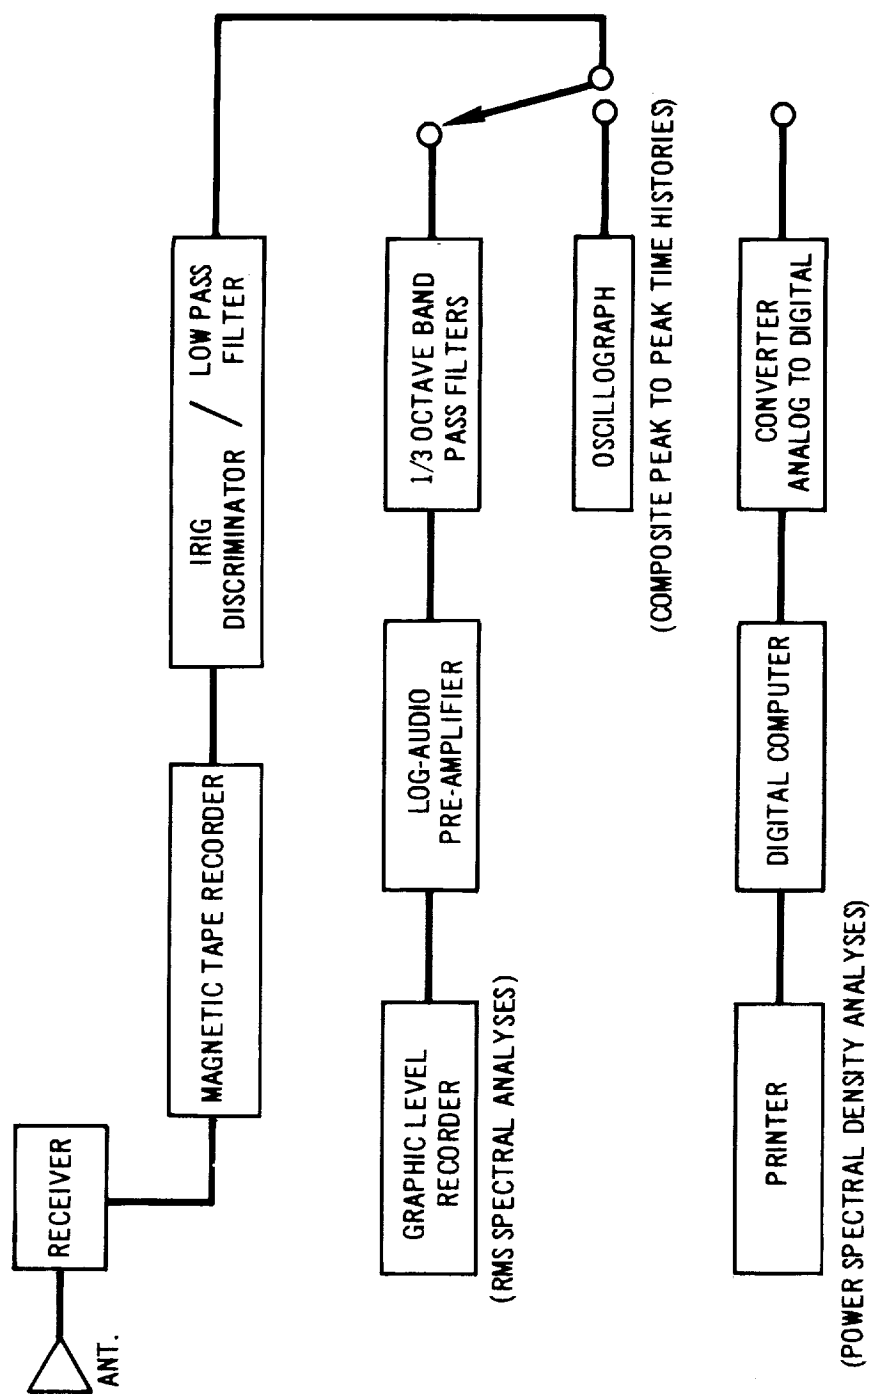 ANT.
RECEIVER
MAGNETIC TAPE RECORDER
IRIG
DISCRIMINATOR / LOW PASS
FILTER
GRAPHIC LEVEL
RECORDER
(RMS SPECTRAL ANALYSES)
LOG-AUDIO
PRE-AMPLIFIER
1/3 OCTAVE BAND
PASS FILTERS
OSCILLOGRAPH
(COMPOSITE PEAK TO PEAK TIME HISTORIES)
PRINTER
(POWER SPECTRAL DENSITY ANALYSES)
DIGITAL COMPUTER
CONVERTER
ANALOG TO DIGITAL